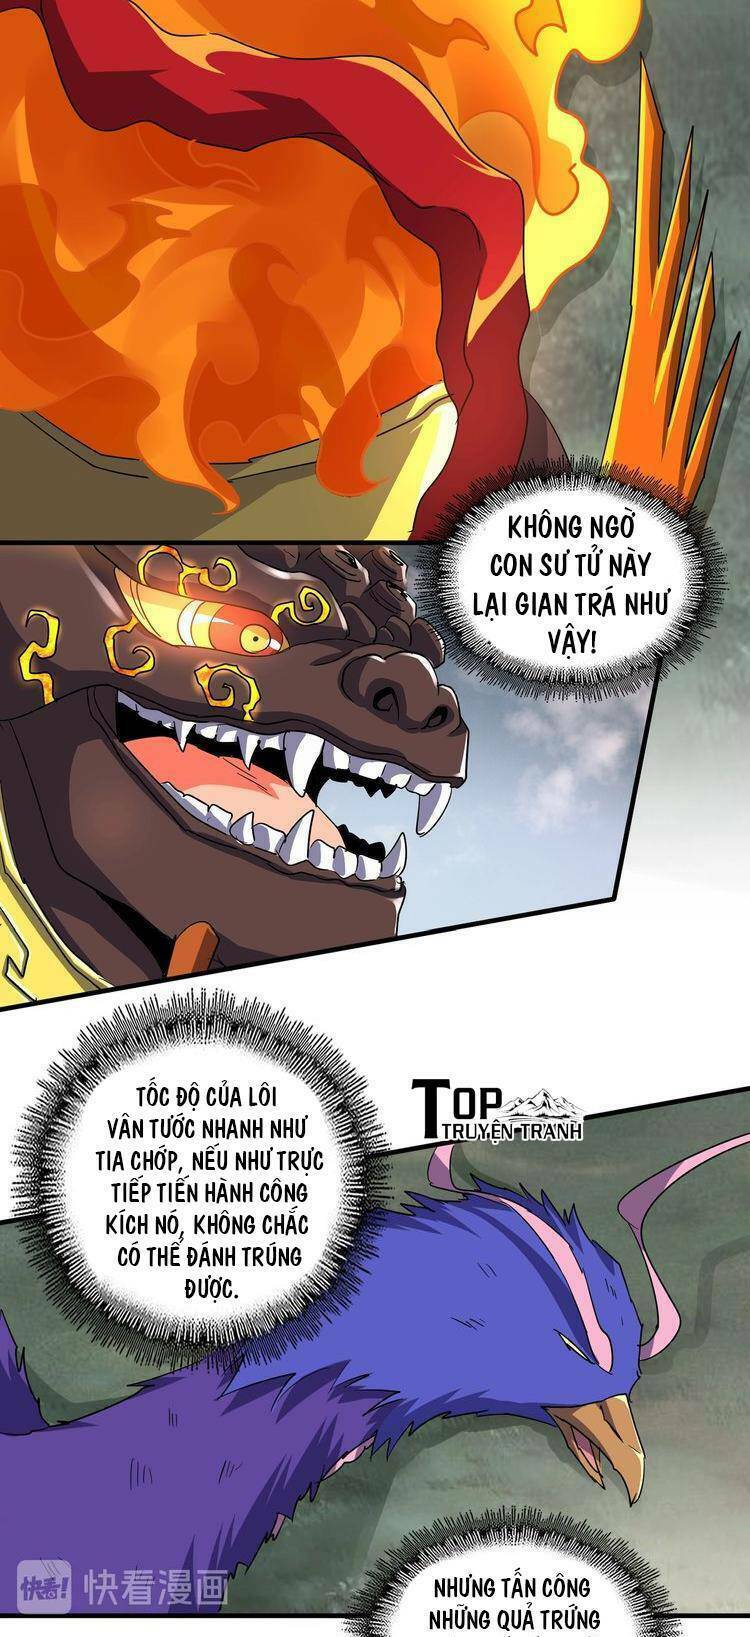 KHÔNG NGỜ
CON SƯ TỬ NÀY
LẠI GIAN TRÁ NHƯ
VẬY!
TỐC ĐỘ CỦA LÔI
VÂN TƯỚC NHANH NHƯ
TIA CHỚP, NẾU NHƯ TRỰC
TIẾP TIẾN HÀNH CÔNG
KÍCH NÓ, KHÔNG CHẮC
CÓ THỂ ĐÁNH TRÚNG
ĐƯỢC.
TOP
TRUYỆN TRANH
快看! 快看漫画
NHƯNG TẤN CÔNG
NHỮNG QUẢ TRỨNG